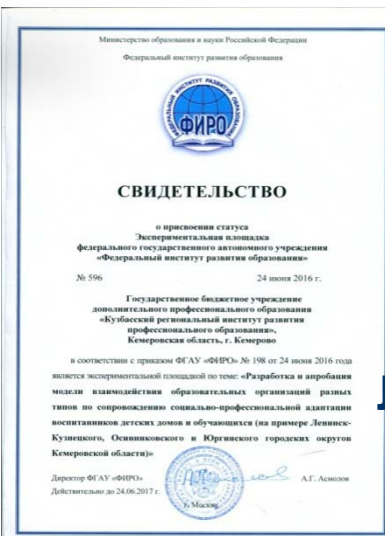 Министерство образования и науки Российской Федерации
Федеральный институт развития образования
ФЕДЕРАЛЬНЫЙ ИНСТИТУТ РАЗВИТИЯ ОБРАЗОВАНИЯ
ФИРО
СВИДЕТЕЛЬСТВО
о присвоении статуса
Экспериментальная площадка
федерального государственного автономного учреждения
«Федеральный институт развития образования»
№ 596 24 июня 2016 г.
Государственное бюджетное учреждение
дополнительного профессионального образования
«Кузбасский региональный институт развития
профессионального образования»,
Кемеровская область, г. Кемерово
в соответствии с приказом ФГАУ «ФИРО» № 198 от 24 июня 2016 года
является экспериментальной площадкой по теме: «Разработка и апробация
модели взаимодействия образовательных организаций разных
типов по сопровождению социально-профессиональной адаптации
воспитанников детских домов и обучающихся (на примере Ленинск-
Кузнецкого, Осинниковского и Юргинского городских округов
Кемеровской области)»
Директор ФГАУ «ФИРО» А.Г. Асмолов
Действительно до 24.06.2017 г.
г. Москва